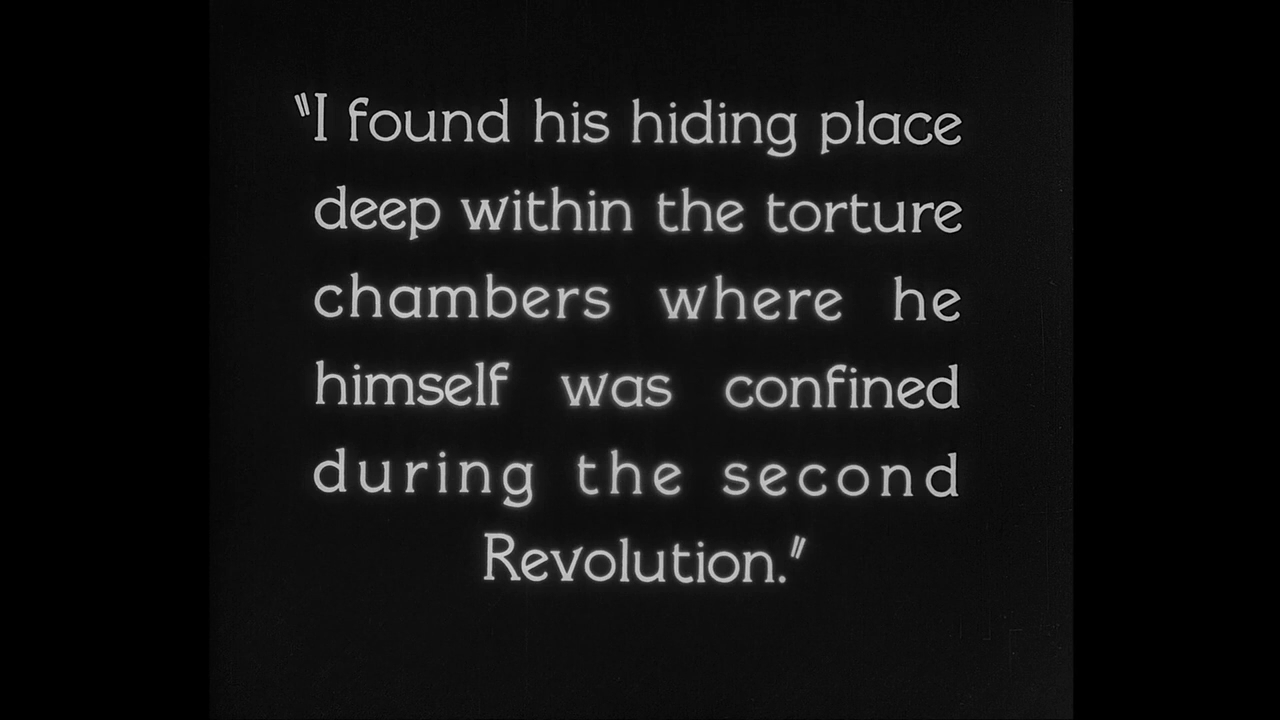 "I found his hiding place
deep within the torture
chambers where he
himself was confined
during the second
Revolution."